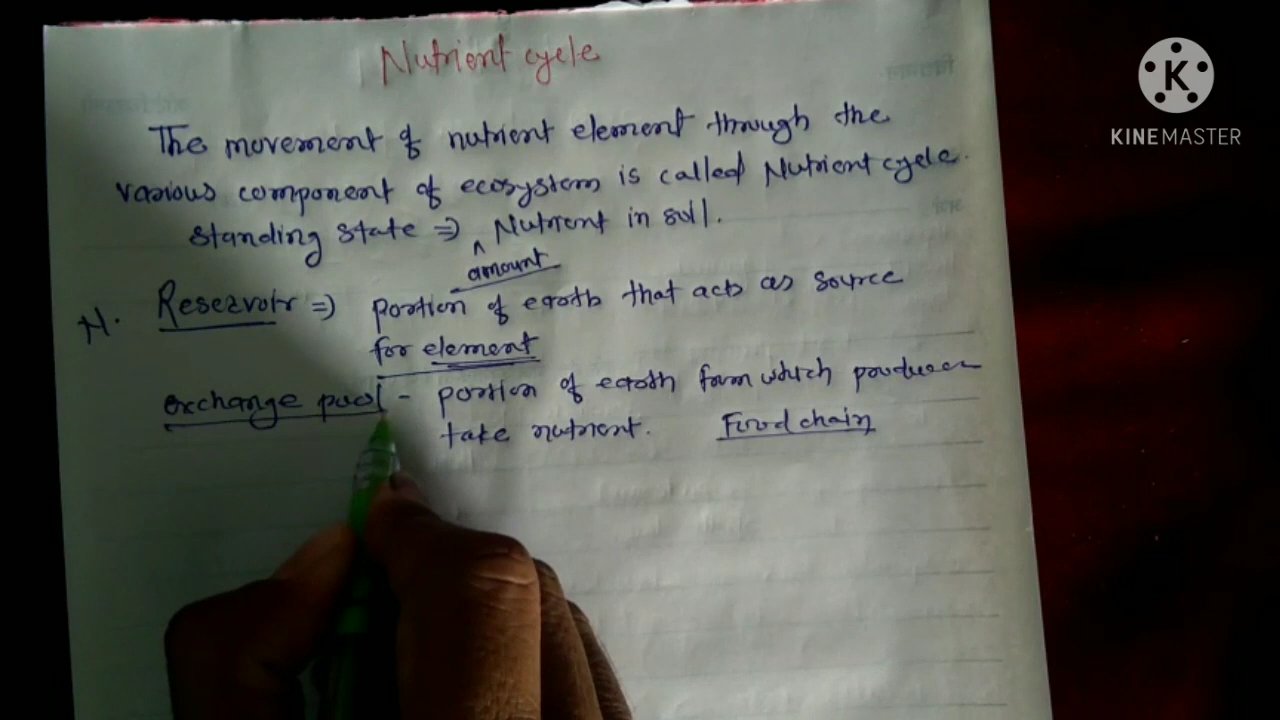 Nutrient cycle
The movement of nutrient element through the
various component of ecosystem is called Nutrient cycle.
standing state => ^ Nutrient in soil.
amount
N. Reservoir => portion of earth that acts as source
for element
exchange pool - portion of earth form which producer
take nutrient. Food chain
KINEMASTER